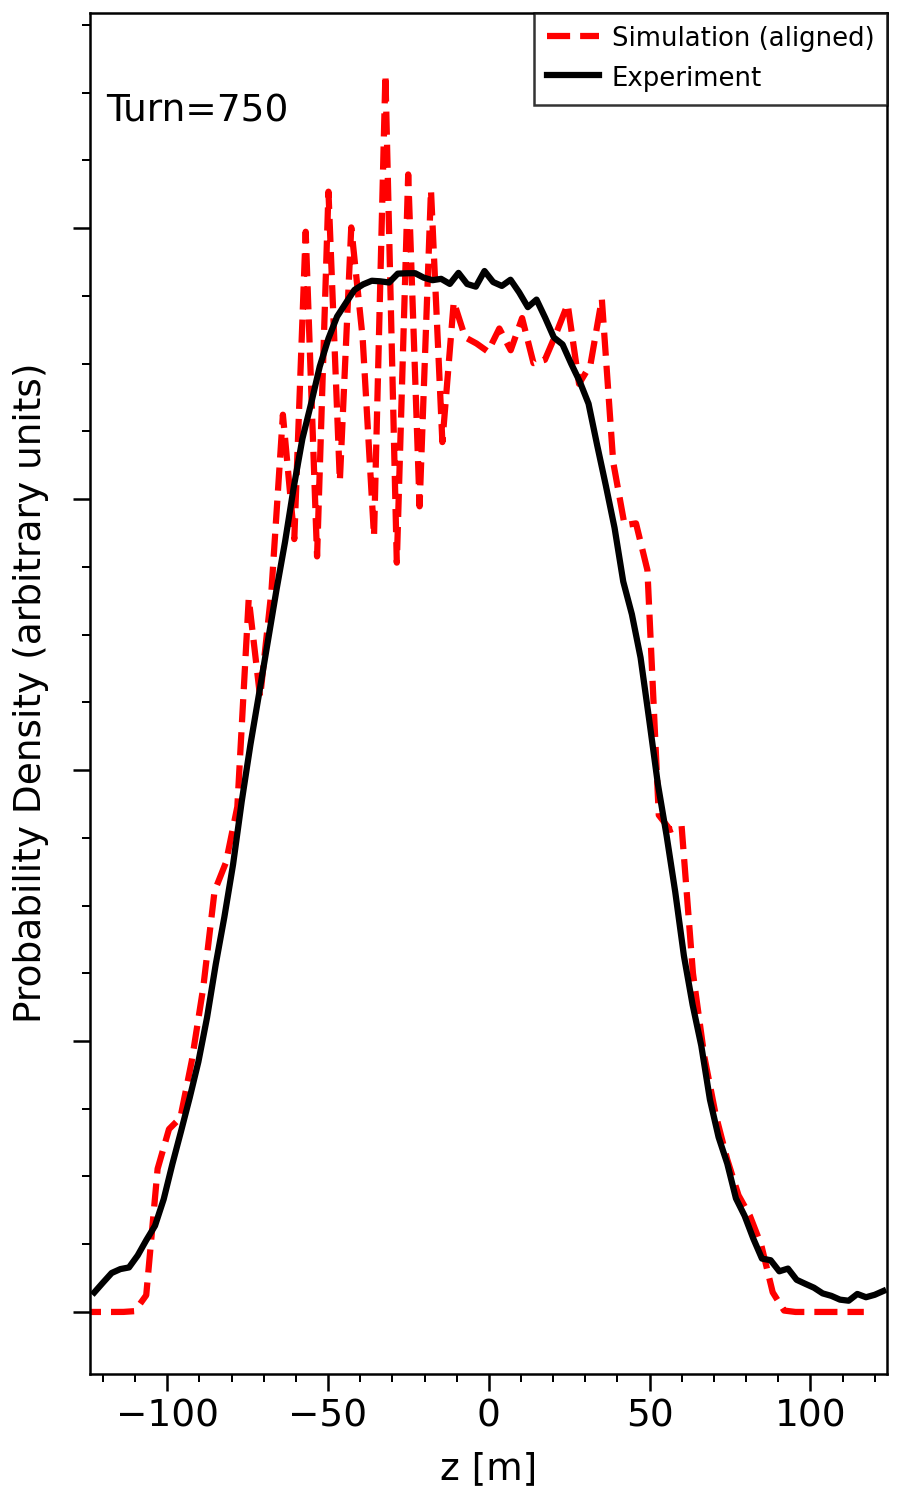 Simulation (aligned)
Experiment
Turn=750
Probability Density (arbitrary units)
−100
−50
0
50
100
z [m]